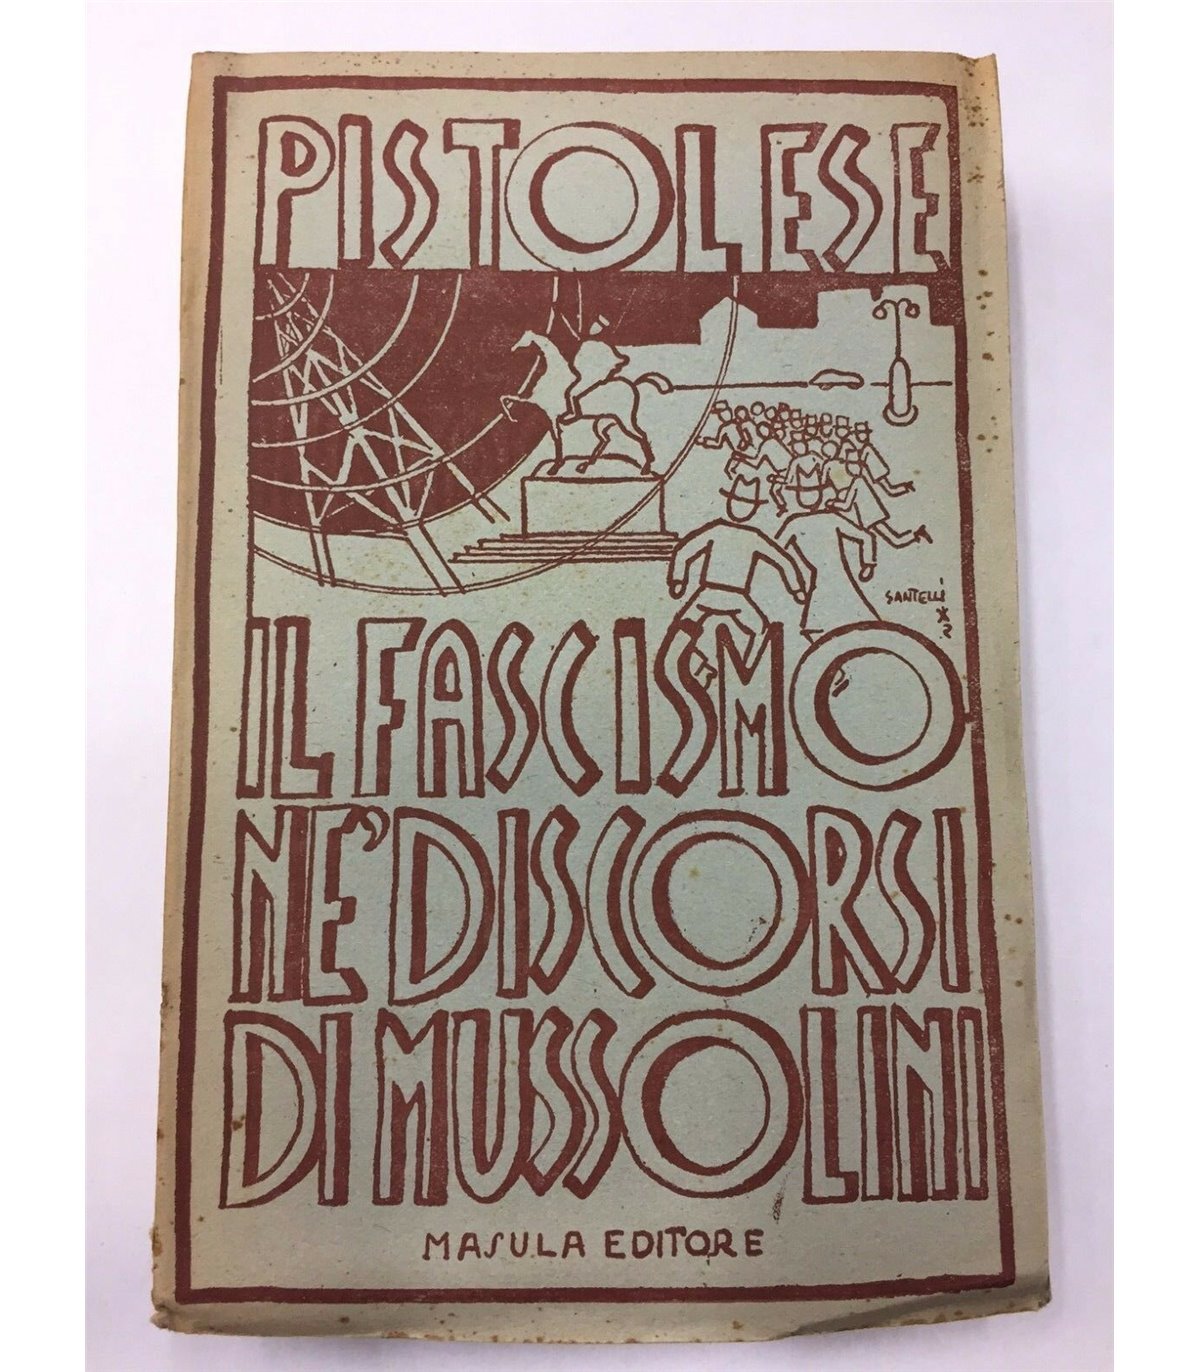 PISTOLESE
SANTELLI
IL FASCISMO
NE' DISCORSI
DI MUSSOLINI
MASULA EDITORE